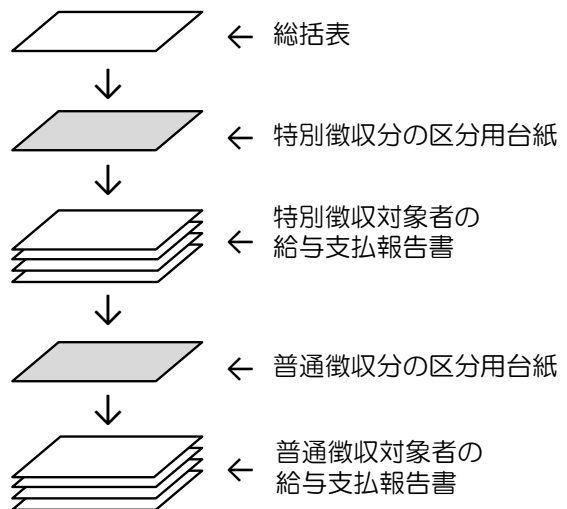 総括表
特別徴収分の区分用台紙
特別徴収対象者の
給与支払報告書
普通徴収分の区分用台紙
普通徴収対象者の
給与支払報告書